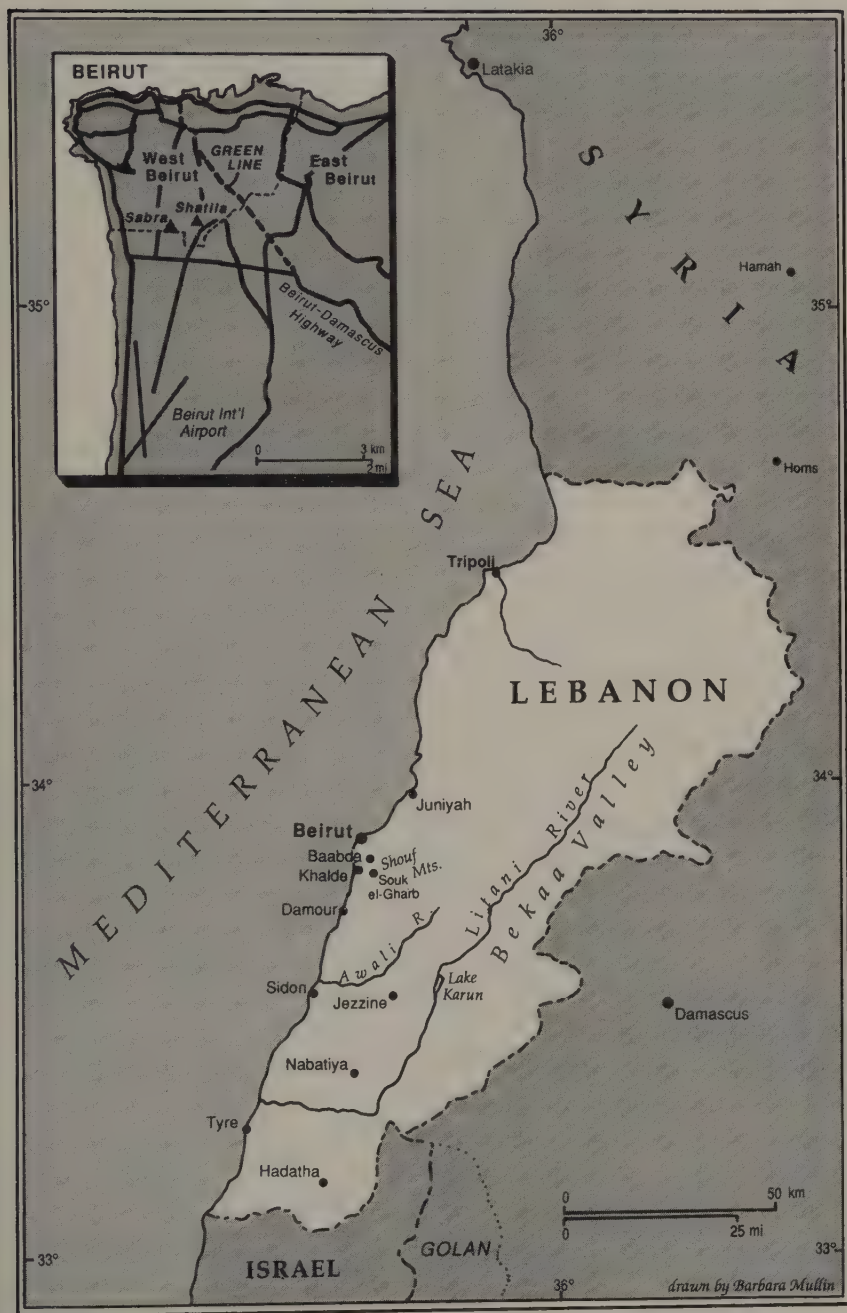 36°
Latakia
BEIRUT
West
Beirut
GREEN
LINE
East
Beirut
Sabra
Shatila
Beirut-Damascus
Highway
Beirut Int'l
Airport
0 3 km
2 mi
SYRIA
Hamah
35°
35°
Homs
MEDITERRANEAN SEA
Tripoli
LEBANON
34°
34°
Juniyah
Beirut
Baabda
Khalde
Shouf
Mts.
Souk
el-Gharb
Damour
Litani River
Bekaa Valley
Awali R.
Sidon
Jezzine
Lake
Karun
Damascus
Nabatiya
Tyre
Hadatha
0 50 km
0 25 mi
33°
33°
ISRAEL
GOLAN
36°
drawn by Barbara Mullin